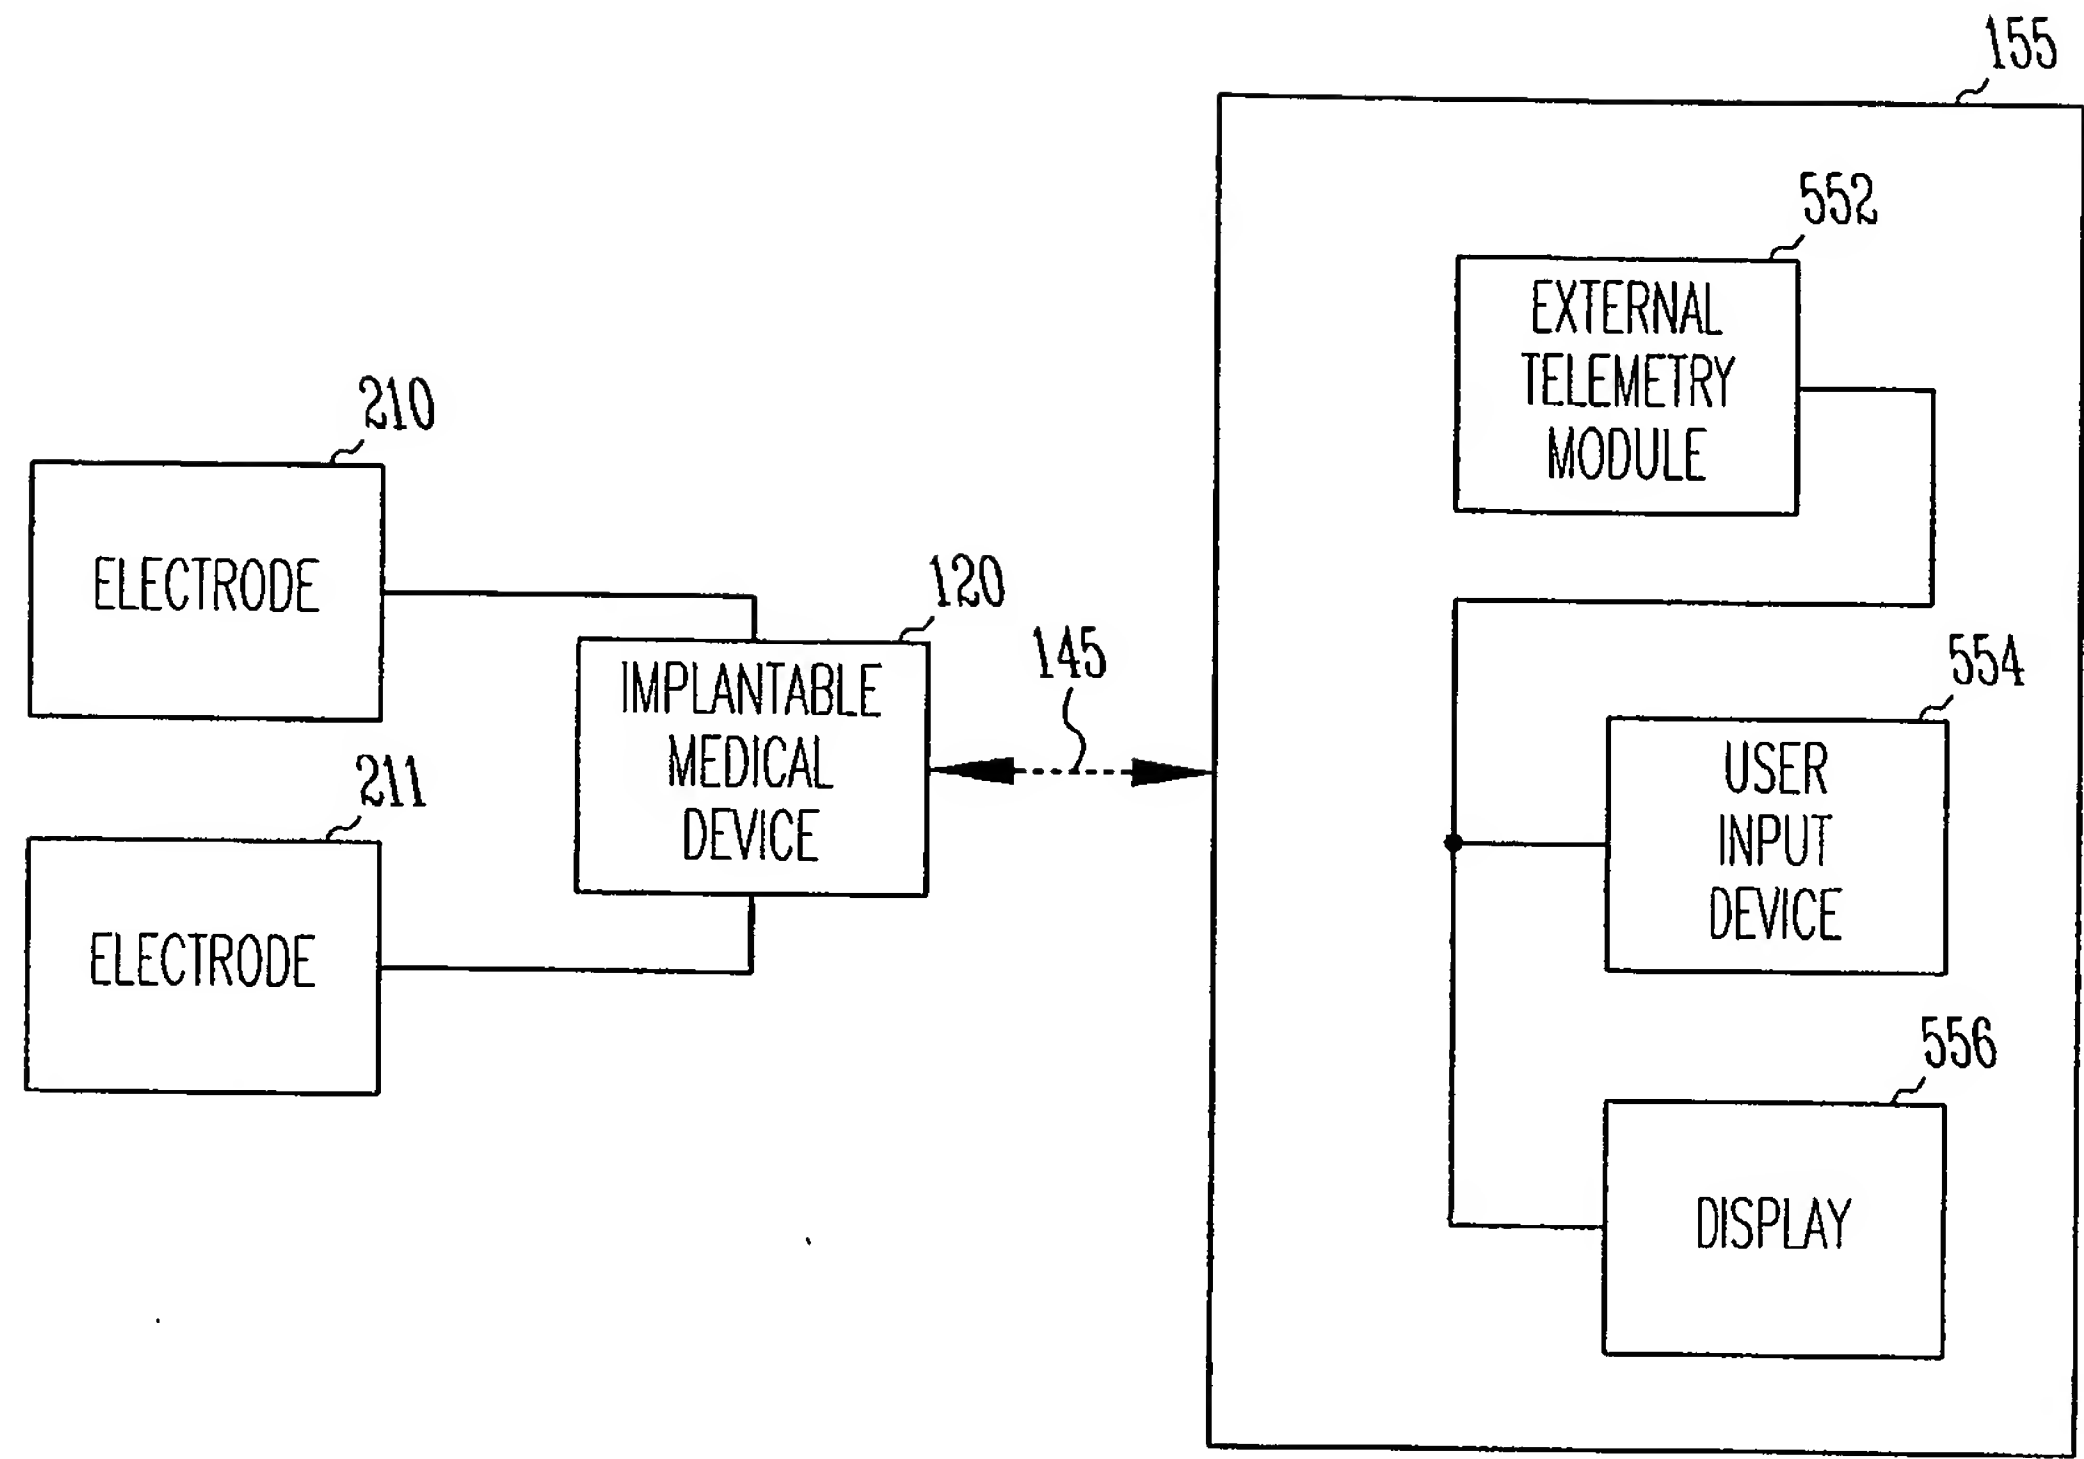 155
552
EXTERNAL
TELEMETRY
MODULE
210
ELECTRODE
120
IMPLANTABLE
MEDICAL
DEVICE
145
554
USER
INPUT
DEVICE
211
ELECTRODE
556
DISPLAY